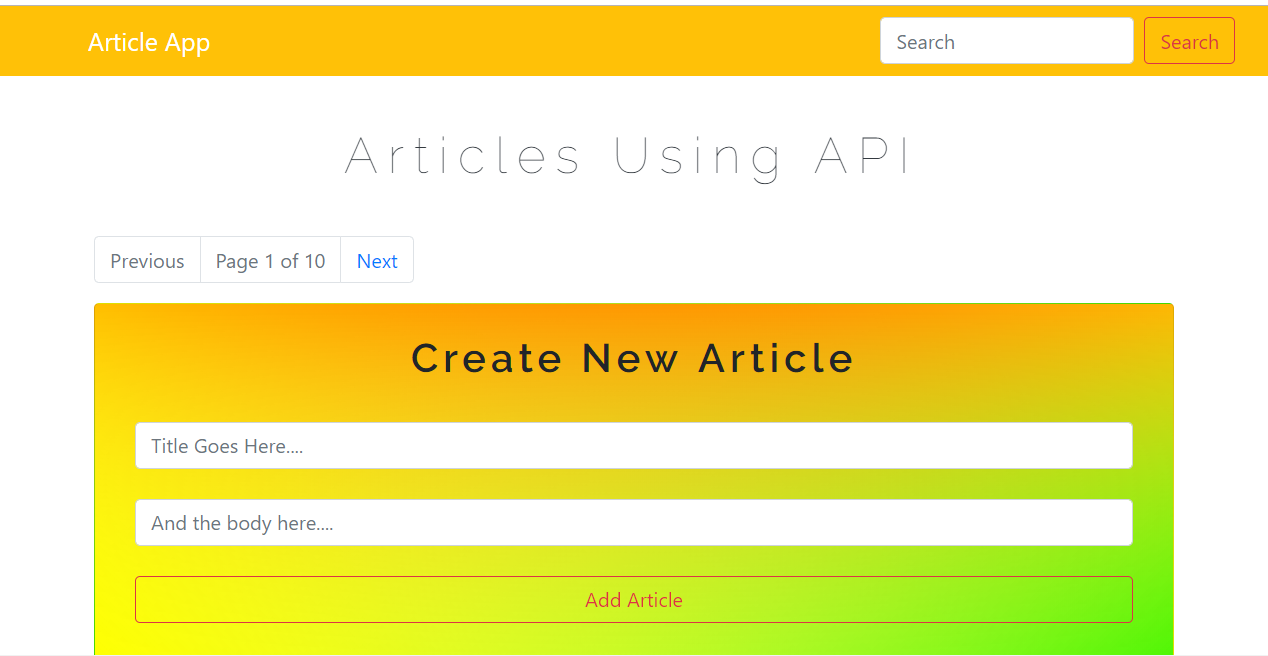 Article App Search Search
Articles Using API
Previous Page 1 of 10 Next
Create New Article
Title Goes Here....
And the body here....
Add Article